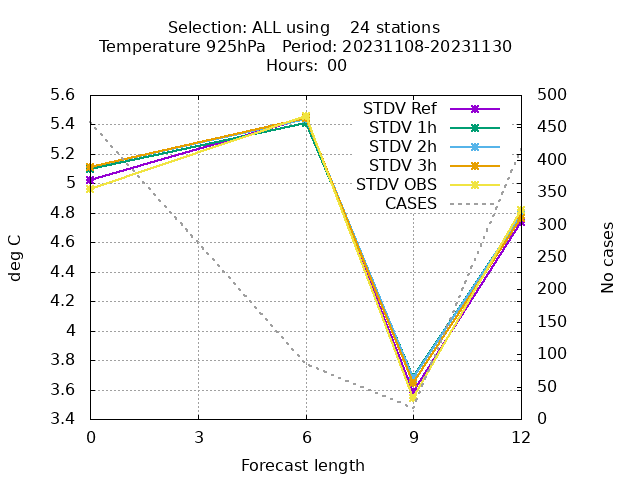 Selection: ALL using    24 stations
Temperature 925hPa   Period: 20231108-20231130
Hours: 00
5.6
5.4
5.2
5
4.8
4.6
4.4
4.2
4
3.8
3.6
3.4
deg C
STDV Ref
STDV 1h
STDV 2h
STDV 3h
STDV OBS
CASES
500
450
400
350
300
250
200
150
100
50
0
No cases
0 3 6 9 12
Forecast length